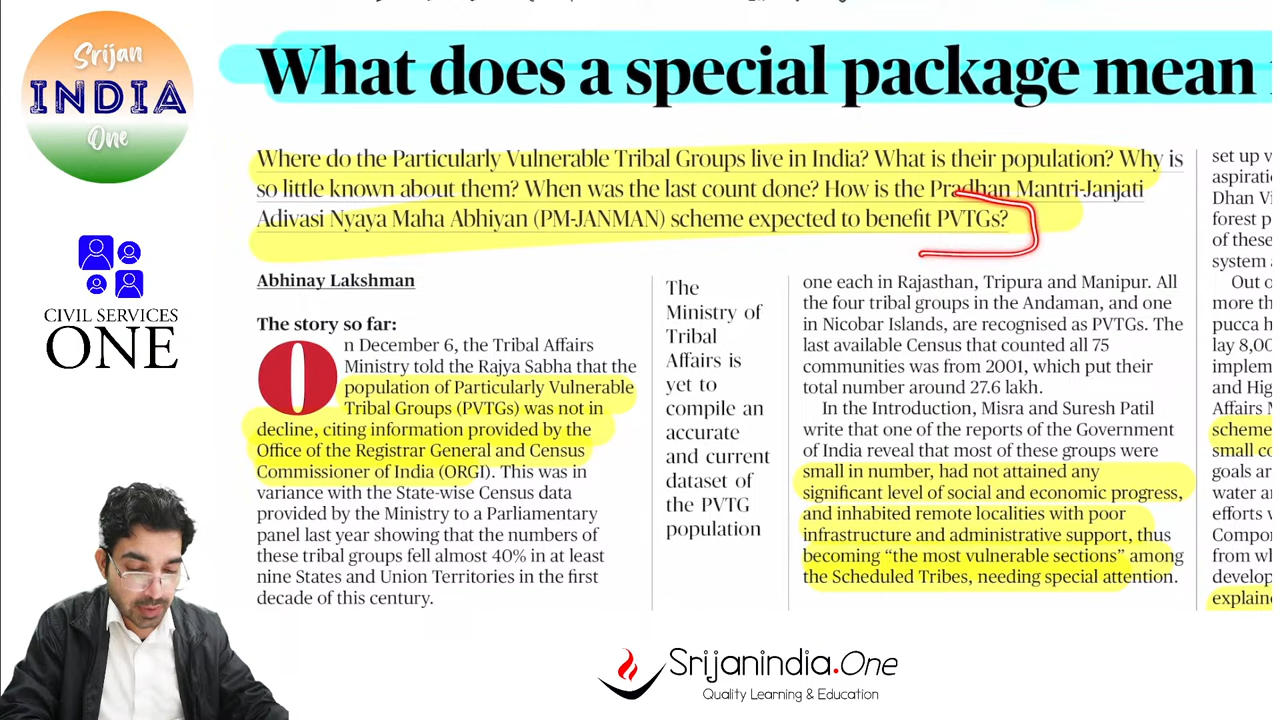 Srijan
INDIA
One
CIVIL SERVICES
ONE
What does a special package mean
Where do the Particularly Vulnerable Tribal Groups live in India? What is their population? Why is
so little known about them? When was the last count done? How is the Pradhan Mantri-Janjati
Adivasi Nyaya Maha Abhiyan (PM-JANMAN) scheme expected to benefit PVTGs?
Abhinay Lakshman
The story so far:
On December 6, the Tribal Affairs
Ministry told the Rajya Sabha that the
population of Particularly Vulnerable
Tribal Groups (PVTGs) was not in
decline, citing information provided by the
Office of the Registrar General and Census
Commissioner of India (ORGI). This was in
variance with the State-wise Census data
provided by the Ministry to a Parliamentary
panel last year showing that the numbers of
these tribal groups fell almost 40% in at least
nine States and Union Territories in the first
decade of this century.
The
Ministry of
Tribal
Affairs is
yet to
compile an
accurate
and current
dataset of
the PVTG
population
one each in Rajasthan, Tripura and Manipur. All
the four tribal groups in the Andaman, and one
in Nicobar Islands, are recognised as PVTGs. The
last available Census that counted all 75
communities was from 2001, which put their
total number around 27.6 lakh.
In the Introduction, Misra and Suresh Patil
write that one of the reports of the Government
of India reveal that most of these groups were
small in number, had not attained any
significant level of social and economic progress,
and inhabited remote localities with poor
infrastructure and administrative support, thus
becoming “the most vulnerable sections” among
the Scheduled Tribes, needing special attention.
set up
Dhan
forest
of these
system
Out
more
pucca
lay
and
Affairs
scheme
small
goals
water
efforts
from
Srijanindia.One
Quality Learning & Education